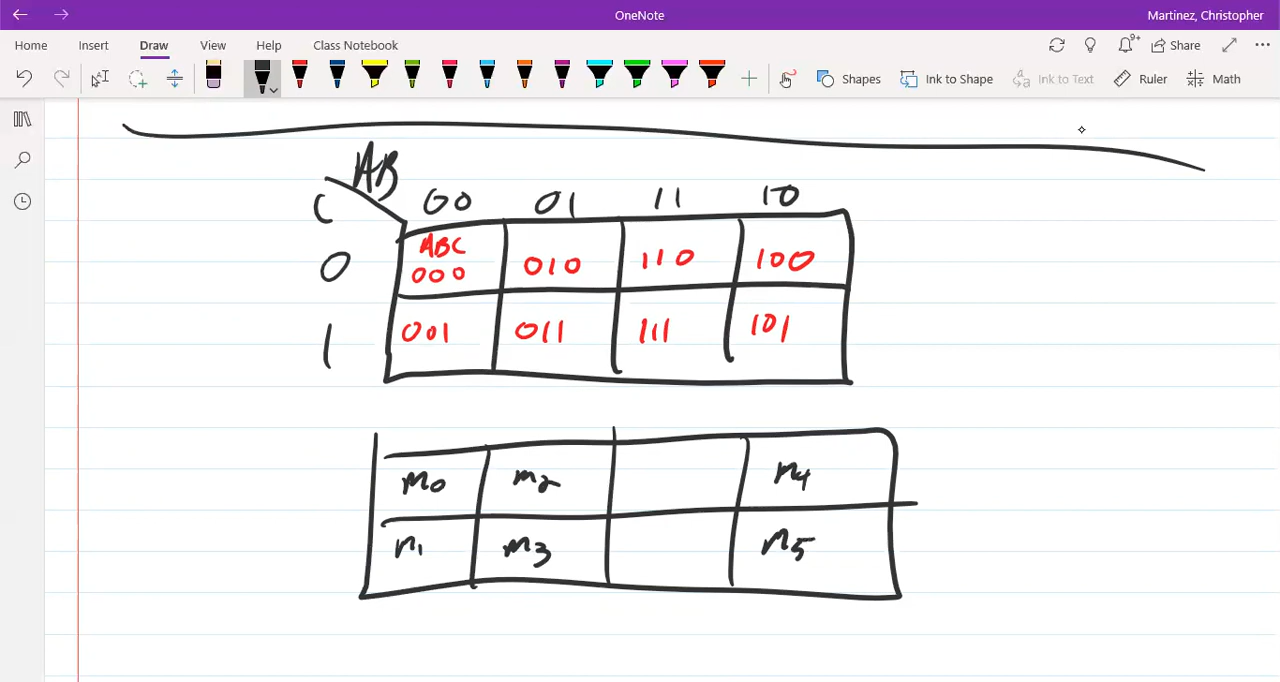 OneNote
Martínez, Christopher
Home Insert Draw View Help Class Notebook Share
Shapes Ink to Shape Ink to Text Ruler Math
AB
C 00 01 11 10
ABC
0 000 010 110 100
1 001 011 111 101
m0 m2 m4
m1 m3 m5